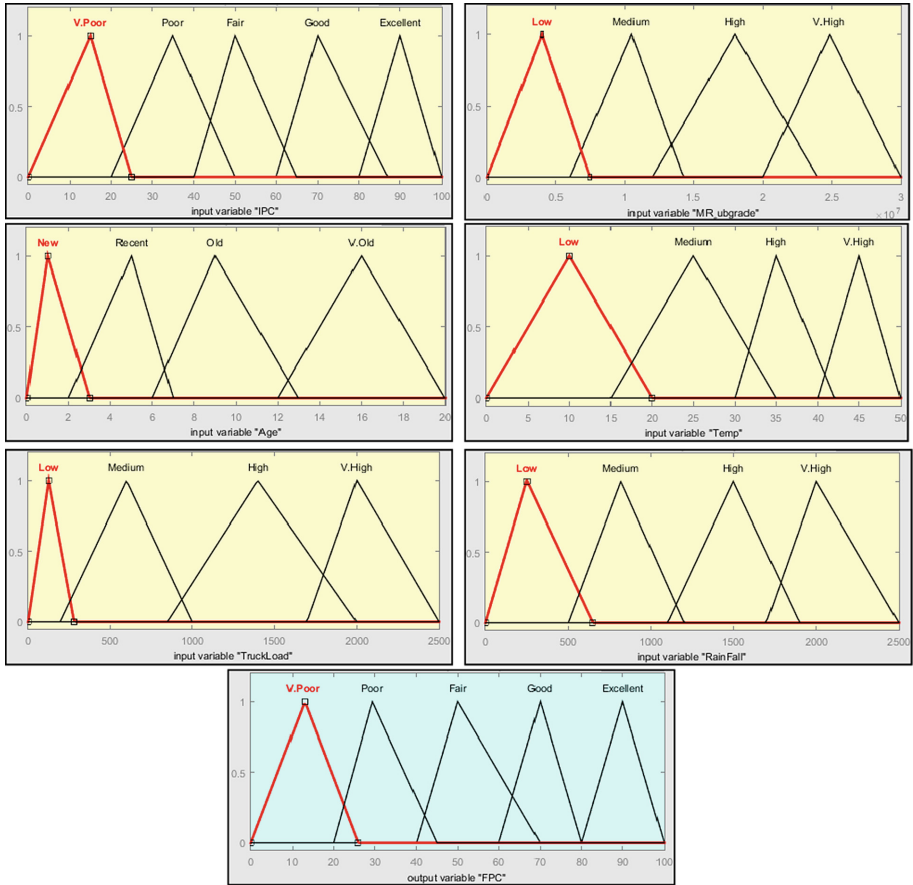 V.Poor Poor Fair Good Excellent
1
0.5
0
0 10 20 30 40 50 60 70 80 90 100
input variable "IPC"
Low Medium High V.High
1
0.5
0
0 0.5 1 1.5 2 2.5 3
×10^7
input variable "MR_ubgrade"
New Recent Old V.Old
1
0.5
0
0 2 4 6 8 10 12 14 16 18 20
input variable "Age"
Low Medium High V.High
1
0.5
0
0 5 10 15 20 25 30 35 40 45 50
input variable "Temp"
Low Medium High V.High
1
0.5
0
0 500 1000 1500 2000 2500
input variable "TruckLoad"
Low Medium High V.High
1
0.5
0
0 500 1000 1500 2000 2500
input variable "RainFall"
V.Poor Poor Fair Good Excellent
1
0.5
0
0 10 20 30 40 50 60 70 80 90 100
output variable "FPC"